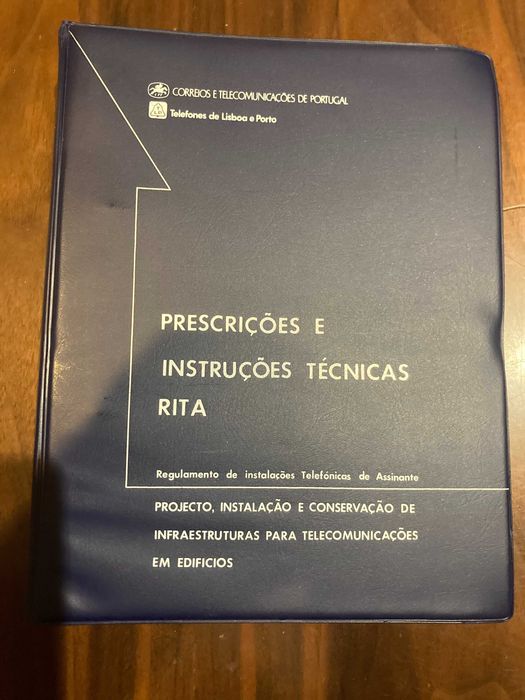 CORREIOS E TELECOMUNICAÇÕES DE PORTUGAL
Telefones de Lisboa e Porto
PRESCRIÇÕES E
INSTRUÇÕES TÉCNICAS
RITA
Regulamento de instalações Telefónicas de Assinante
PROJECTO, INSTALAÇÃO E CONSERVAÇÃO DE
INFRAESTRUTURAS PARA TELECOMUNICAÇÕES
EM EDIFICIOS